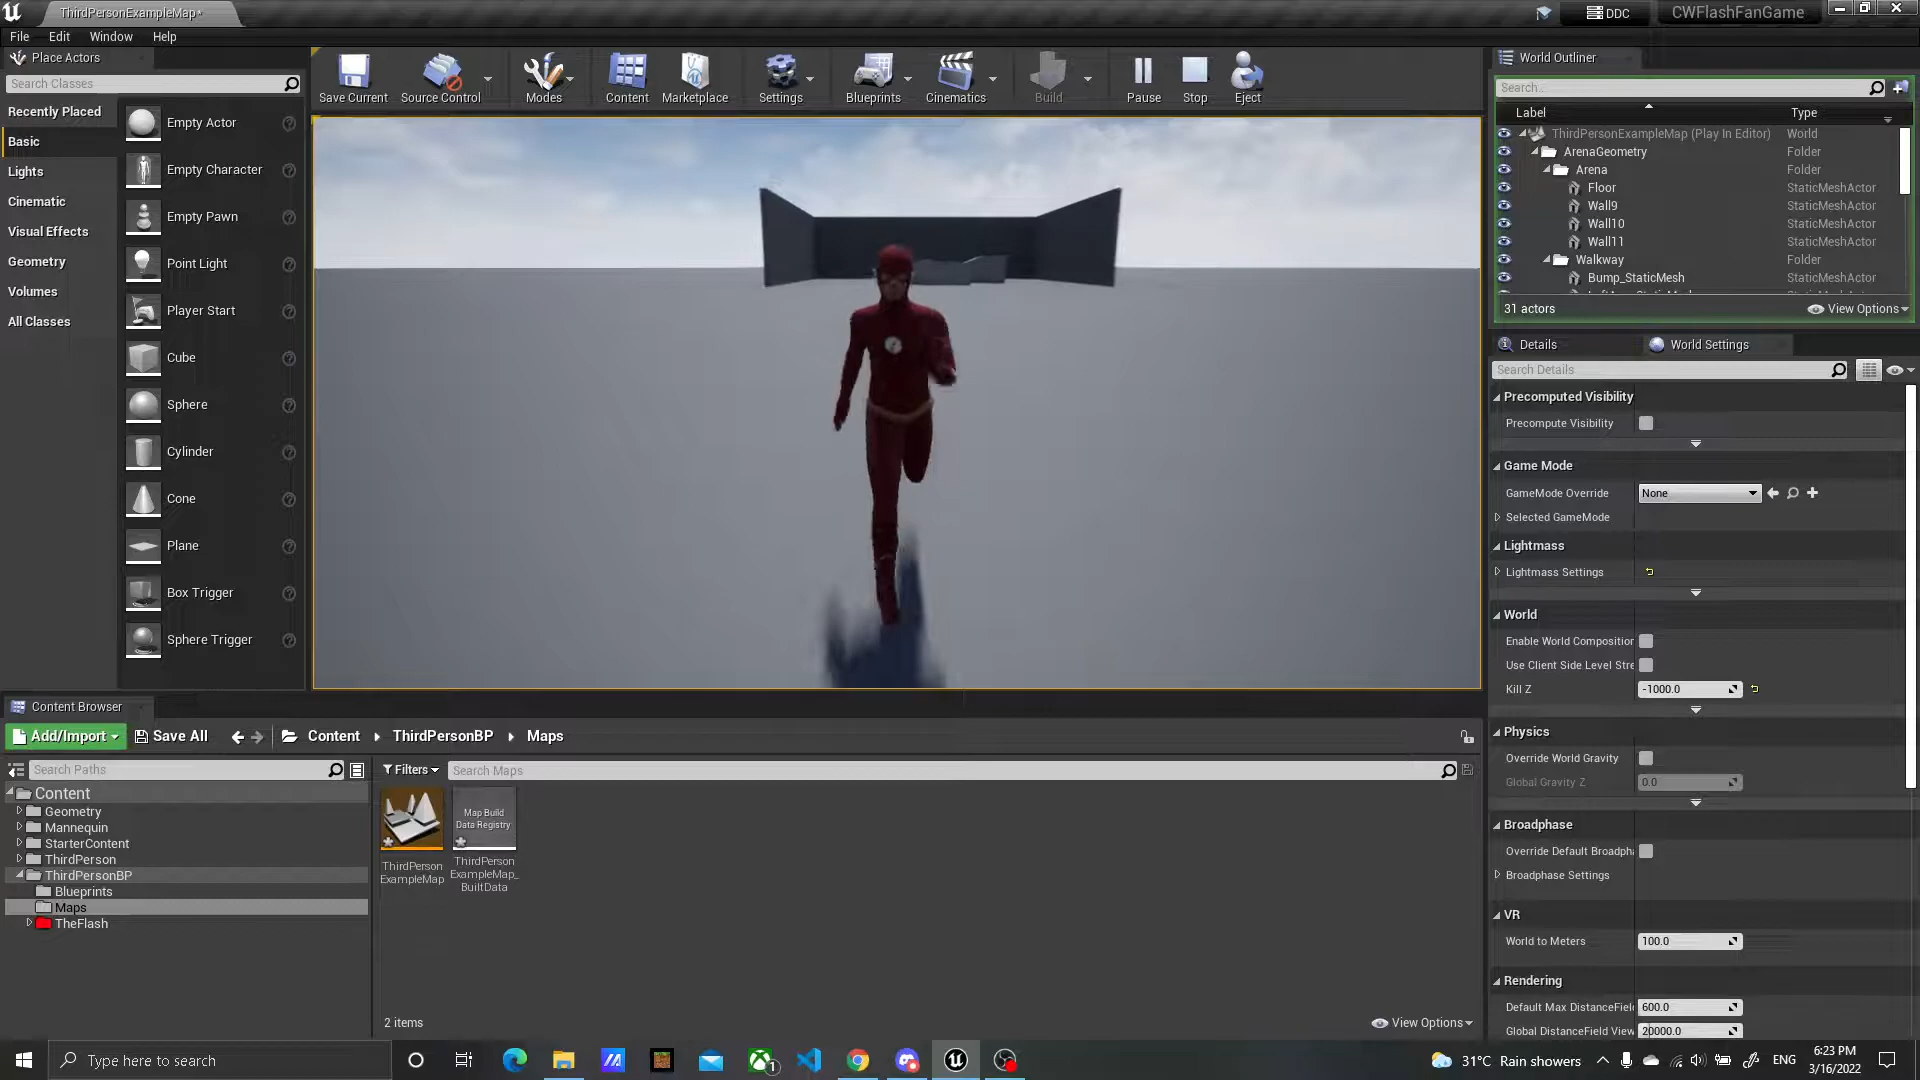 ThirdPersonExampleMap*
DDC
CWFlashFanGame
File Edit Window Help
Place Actors
Search Classes
Recently Placed
Basic
Lights
Cinematic
Visual Effects
Geometry
Volumes
All Classes
Empty Actor
Empty Character
Empty Pawn
Point Light
Player Start
Cube
Sphere
Cylinder
Cone
Plane
Box Trigger
Sphere Trigger
Save Current Source Control Modes Content Marketplace Settings Blueprints Cinematics Build Pause Stop Eject
World Outliner
Search...
Label Type
ThirdPersonExampleMap (Play In Editor) World
ArenaGeometry Folder
Arena Folder
Floor StaticMeshActor
Wall9 StaticMeshActor
Wall10 StaticMeshActor
Wall11 StaticMeshActor
Walkway Folder
Bump_StaticMesh StaticMeshActor
31 actors View Options
Details World Settings
Search Details
Precomputed Visibility
Precompute Visibility
Game Mode
GameMode Override None
Selected GameMode
Lightmass
Lightmass Settings
World
Enable World Composition
Use Client Side Level Stre
Kill Z -1000.0
Physics
Override World Gravity
Global Gravity Z 0.0
Broadphase
Override Default Broadpha
Broadphase Settings
VR
World to Meters 100.0
Rendering
Default Max DistanceField 600.0
Global DistanceField View 20000.0
Content Browser
Add/Import Save All Content ThirdPersonBP Maps
Search Paths
Filters Search Maps
Content
Geometry
Mannequin
StarterContent
ThirdPerson
ThirdPersonBP
Blueprints
Maps
TheFlash
ThirdPerson
ExampleMap
Map Build
Data Registry
ThirdPerson
ExampleMap_
BuiltData
2 items View Options
Type here to search
1
31°C Rain showers
ENG
6:23 PM
3/16/2022